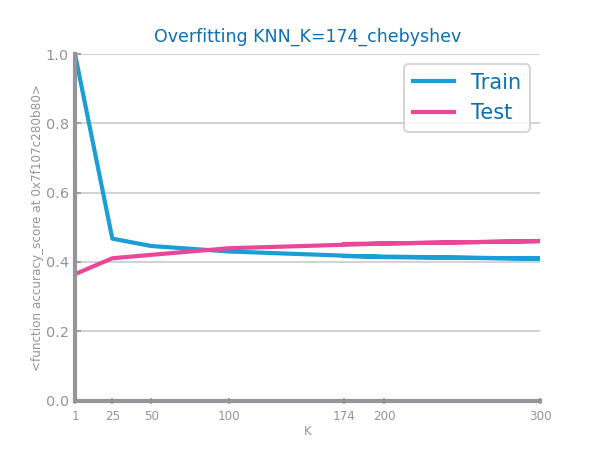 Overfitting KNN_K=174_chebyshev
<function accuracy_score at 0x7f107c280b80>
1.0
0.8
0.6
0.4
0.2
0.0
Train
Test
1 25 50 100 174 200 300
K